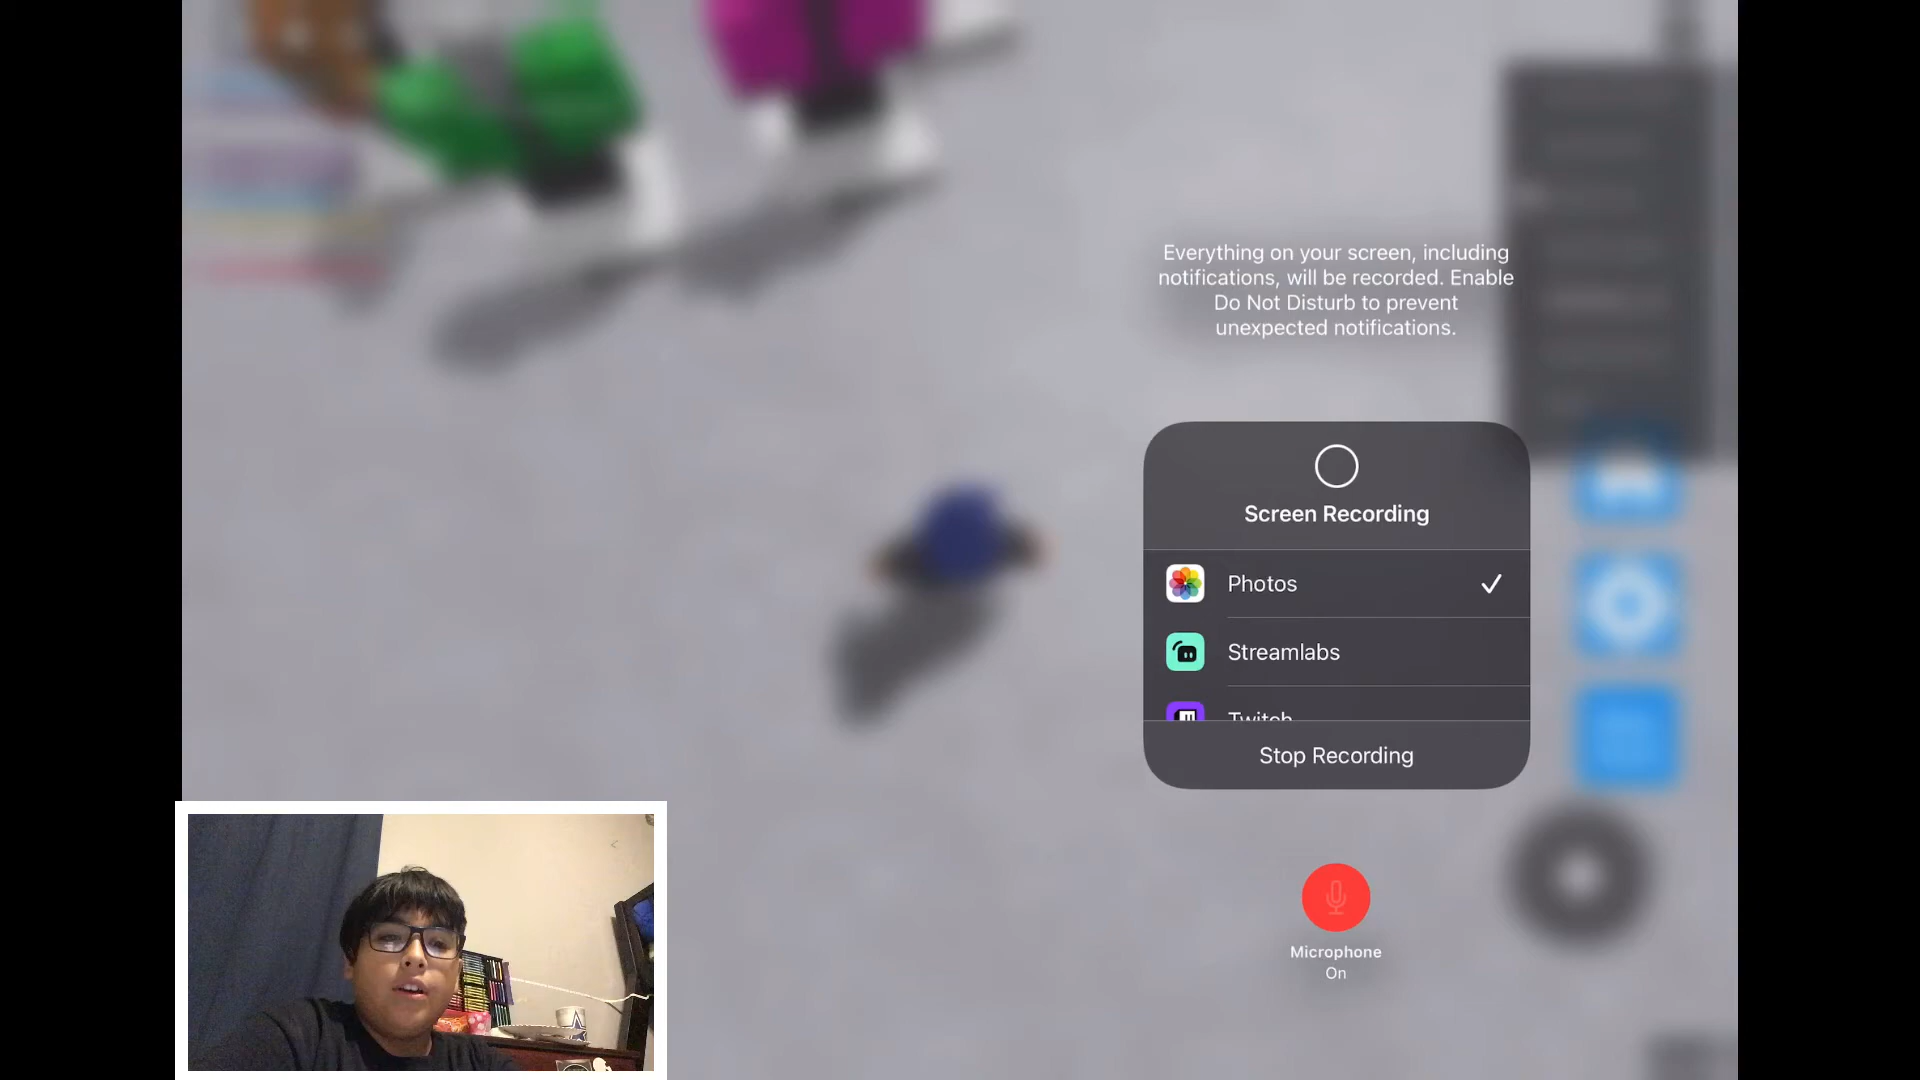 Everything on your screen, including
notifications, will be recorded. Enable
Do Not Disturb to prevent
unexpected notifications.
Screen Recording
Photos
Streamlabs
Twitch
Stop Recording
Microphone
On